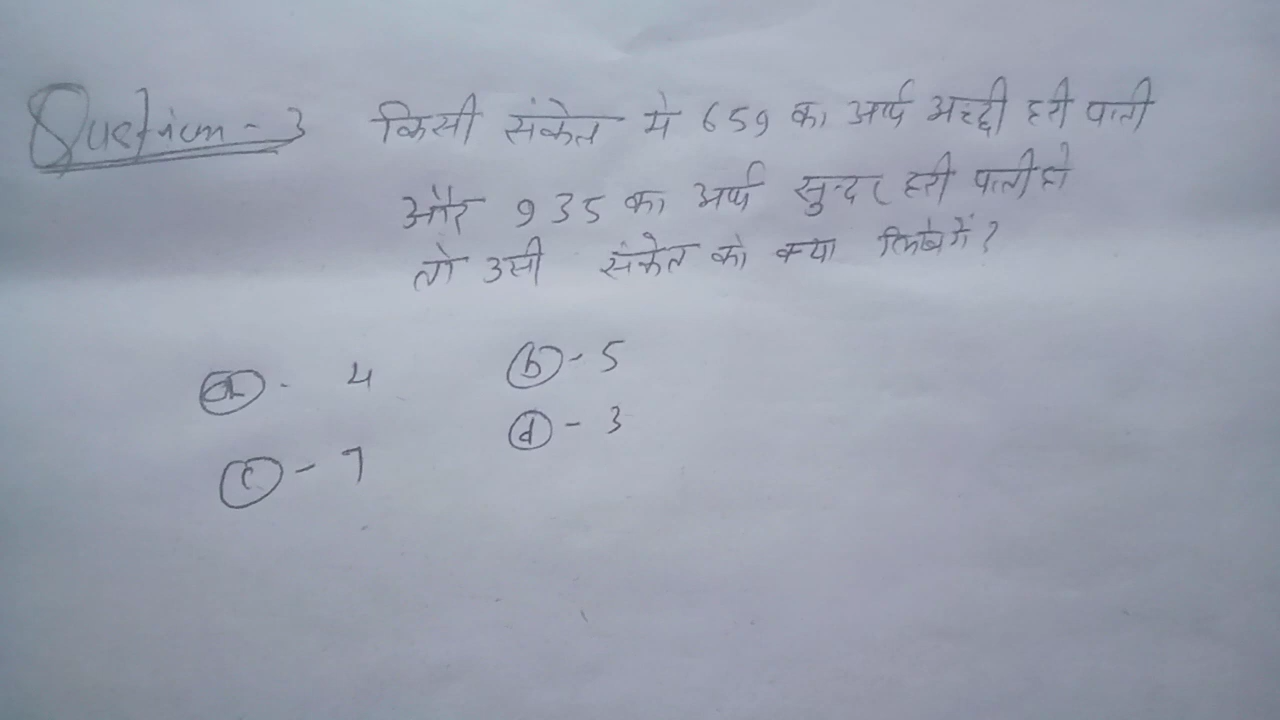 Question - 3 किसी संकेत मे 659 का अर्थ अच्छी हरी पत्ती
और 935 का अर्थ सुन्दर हरी पत्ती हो
तो उसी संकेत को क्या लिखेगें?
(a) - 4 (b) - 5
(c) - 7 (d) - 3